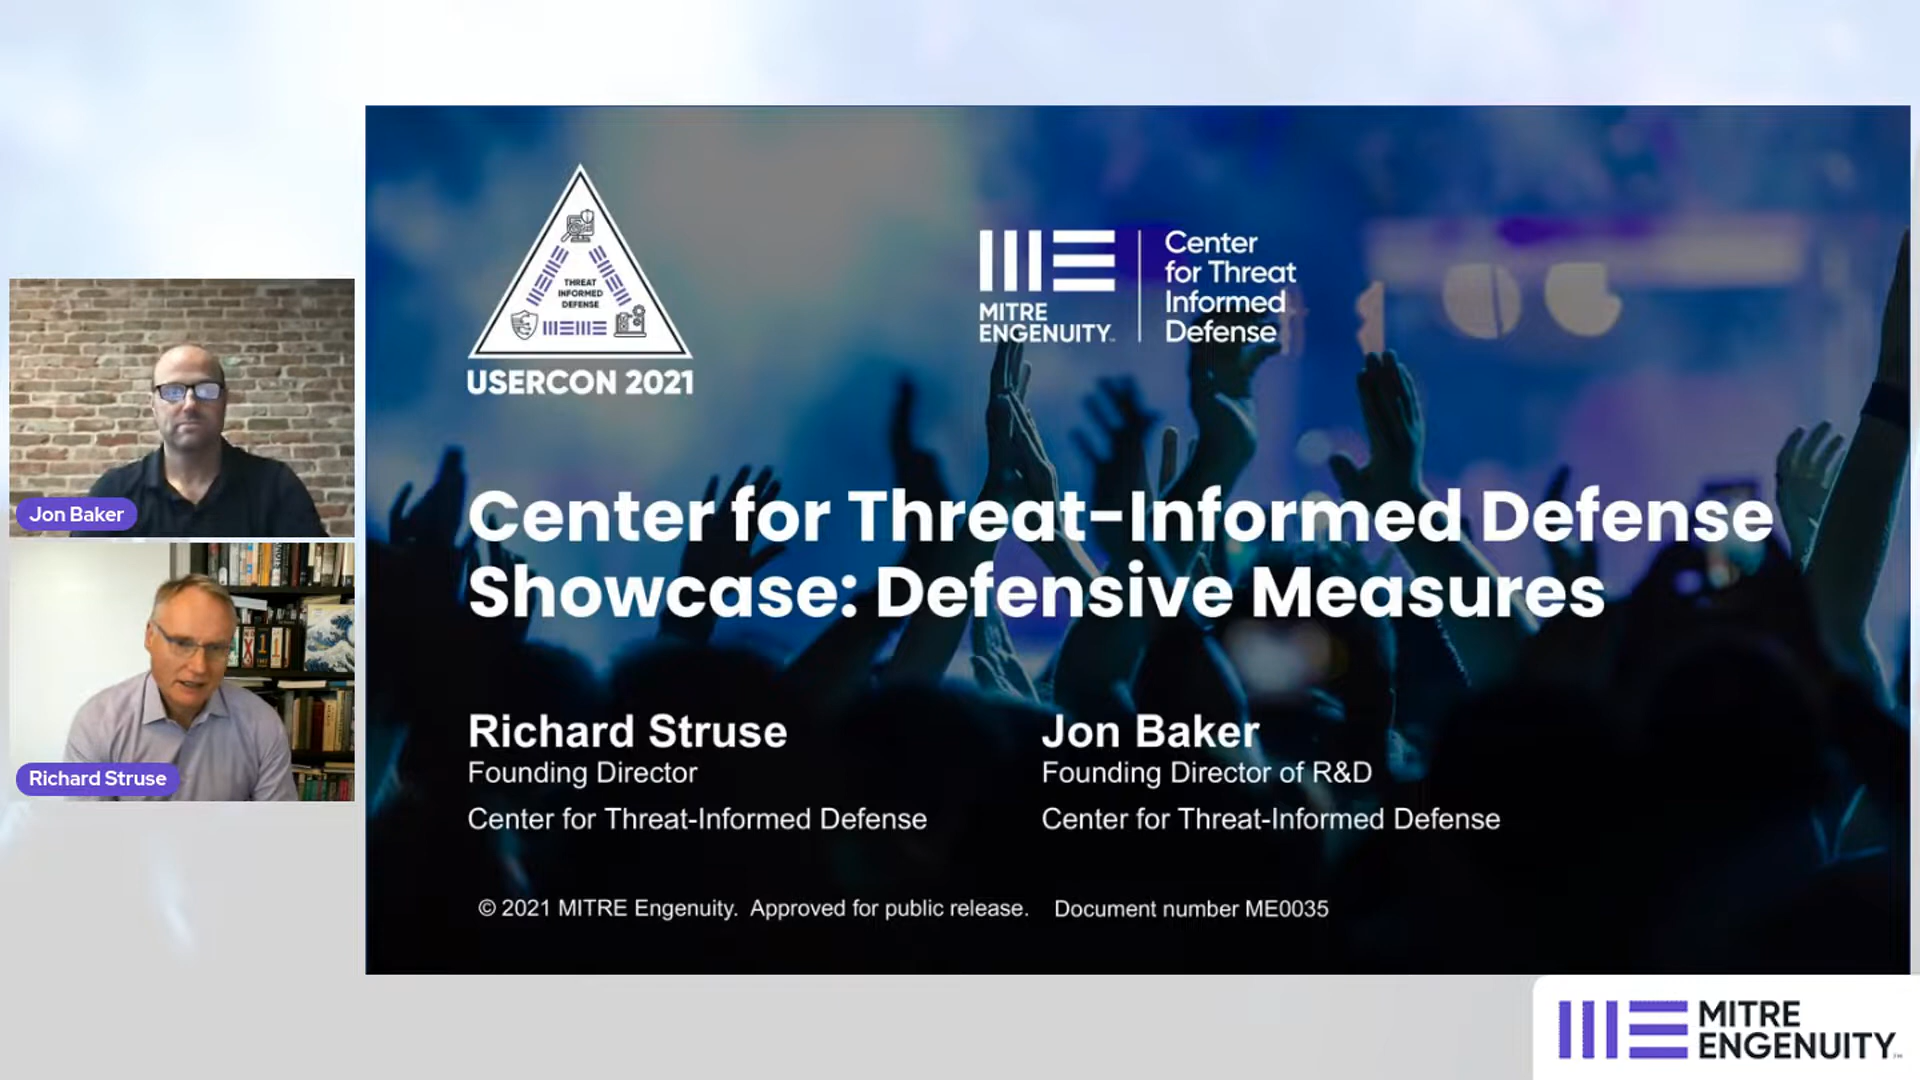 THREAT
INFORMED
DEFENSE
USERCON 2021
MITRE
ENGENUITY™
Center
for Threat
Informed
Defense
Center for Threat-Informed Defense
Showcase: Defensive Measures
Richard Struse
Founding Director
Center for Threat-Informed Defense
Jon Baker
Founding Director of R&D
Center for Threat-Informed Defense
© 2021 MITRE Engenuity. Approved for public release. Document number ME0035
Jon Baker
Richard Struse
MITRE
ENGENUITY™